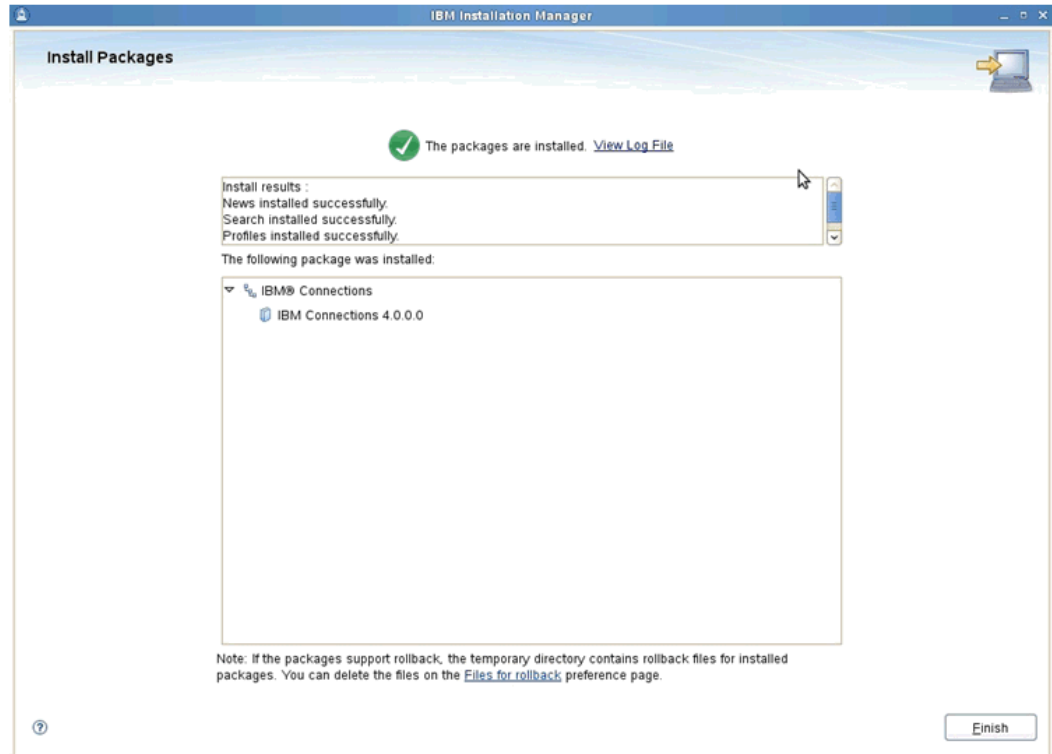 IBM Installation Manager
Install Packages
The packages are installed. View Log File
Install results :
News installed successfully.
Search installed successfully.
Profiles installed successfully.
The following package was installed:
IBM® Connections
IBM Connections 4.0.0.0
Note: If the packages support rollback, the temporary directory contains rollback files for installed
packages. You can delete the files on the Files for rollback preference page.
?
Finish